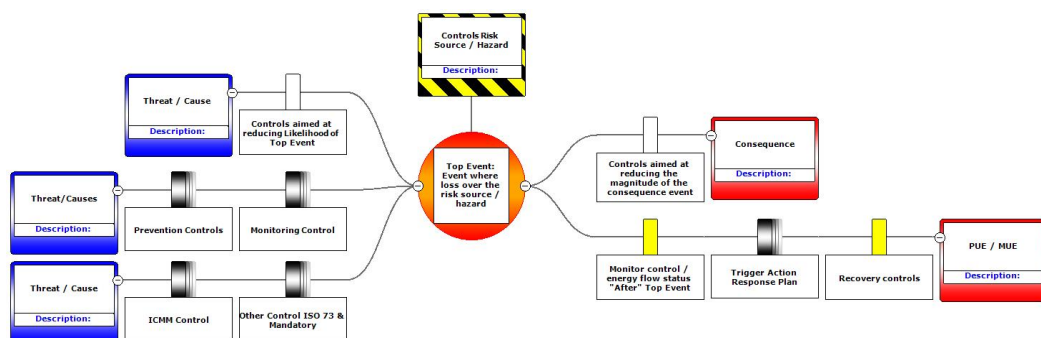 Controls Risk
Source / Hazard
Description:
Threat / Cause
Description:
Controls aimed at
reducing Likelihood of
Top Event
Threat/Causes
Description:
Prevention Controls
Monitoring Control
Threat / Cause
Description:
ICMM Control
Other Control ISO 73 &
Mandatory
Top Event:
Event where
loss over the
risk source /
hazard
Controls aimed at
reducing the
magnitude of the
consequence event
Consequence
Description:
Monitor control /
energy flow status
"After" Top Event
Trigger Action
Response Plan
Recovery controls
PUE / MUE
Description: